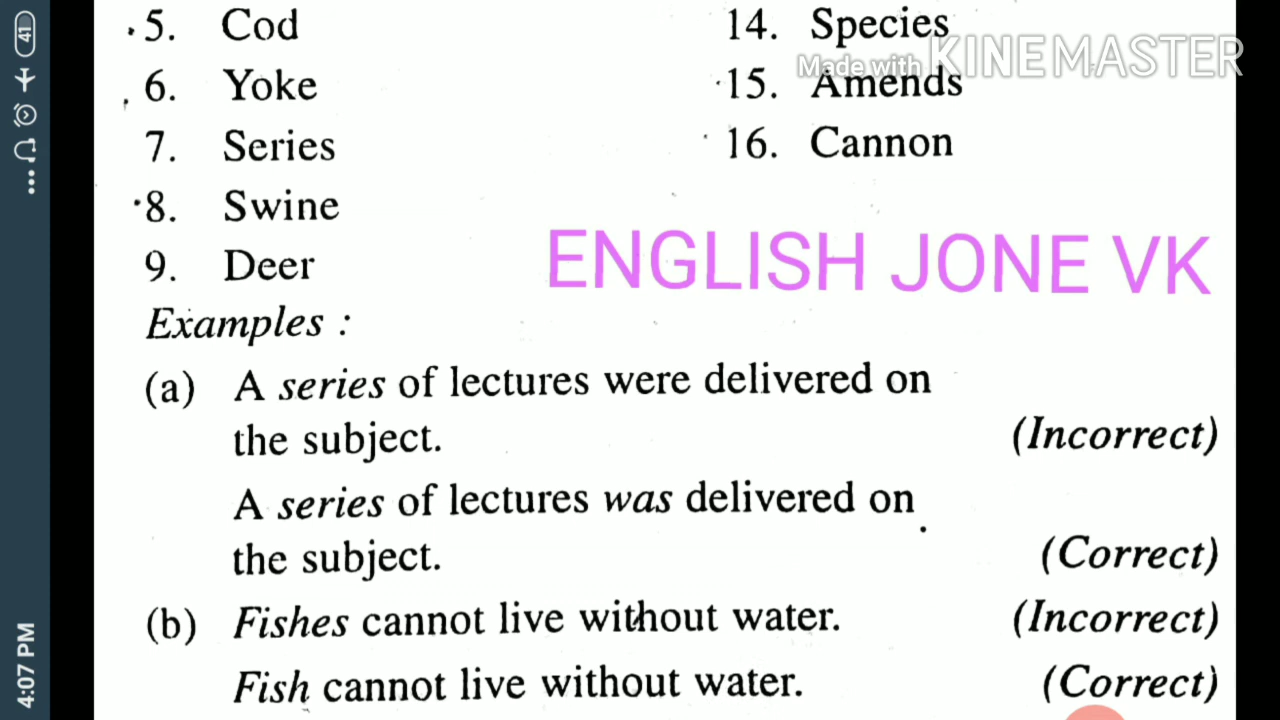 5. Cod
6. Yoke
7. Series
8. Swine
9. Deer
14. Species
15. Amends
16. Cannon
Made with KINEMASTER
ENGLISH JONE VK
Examples :
(a) A series of lectures were delivered on
the subject. (Incorrect)
A series of lectures was delivered on
the subject. (Correct)
(b) Fishes cannot live without water. (Incorrect)
Fish cannot live without water. (Correct)
41
4:07 PM